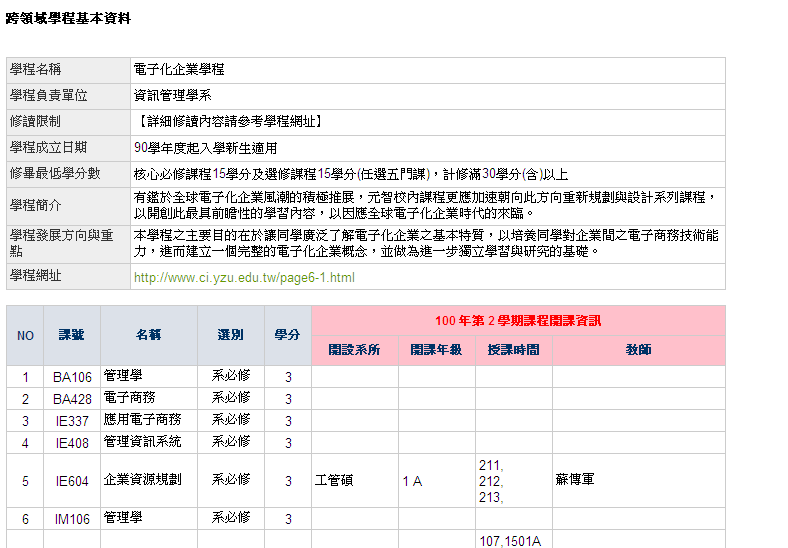 跨領域學程基本資料
學程名稱 電子化企業學程
學程負責單位 資訊管理學系
修讀限制 【詳細修讀內容請參考學程網址】
學程成立日期 90學年度起入學新生適用
修畢最低學分數 核心必修課程15學分及選修課程15學分(任選五門課)，計修滿30學分(含)以上
學程簡介 有鑑於全球電子化企業風潮的積極推展，元智校內課程更應加速朝向此方向重新規劃與設計系列課程，
以開創此最具前瞻性的學習內容，以因應全球電子化企業時代的來臨。
學程發展方向與重點 本學程之主要目的在於讓同學廣泛了解電子化企業之基本特質，以培養同學對企業間之電子商務技術能
力，進而建立一個完整的電子化企業概念，並做為進一步獨立學習與研究的基礎。
學程網址 http://www.ci.yzu.edu.tw/page6-1.html
100 年第 2 學期課程開課資訊
NO 課號 名稱 選別 學分 開設系所 開課年級 授課時間 教師
1 BA106 管理學 系必修 3
2 BA428 電子商務 系必修 3
3 IE337 應用電子商務 系必修 3
4 IE408 管理資訊系統 系必修 3
5 IE604 企業資源規劃 系必修 3 工管碩 1 A 211, 212, 213, 蘇傳軍
6 IM106 管理學 系必修 3
107,1501A